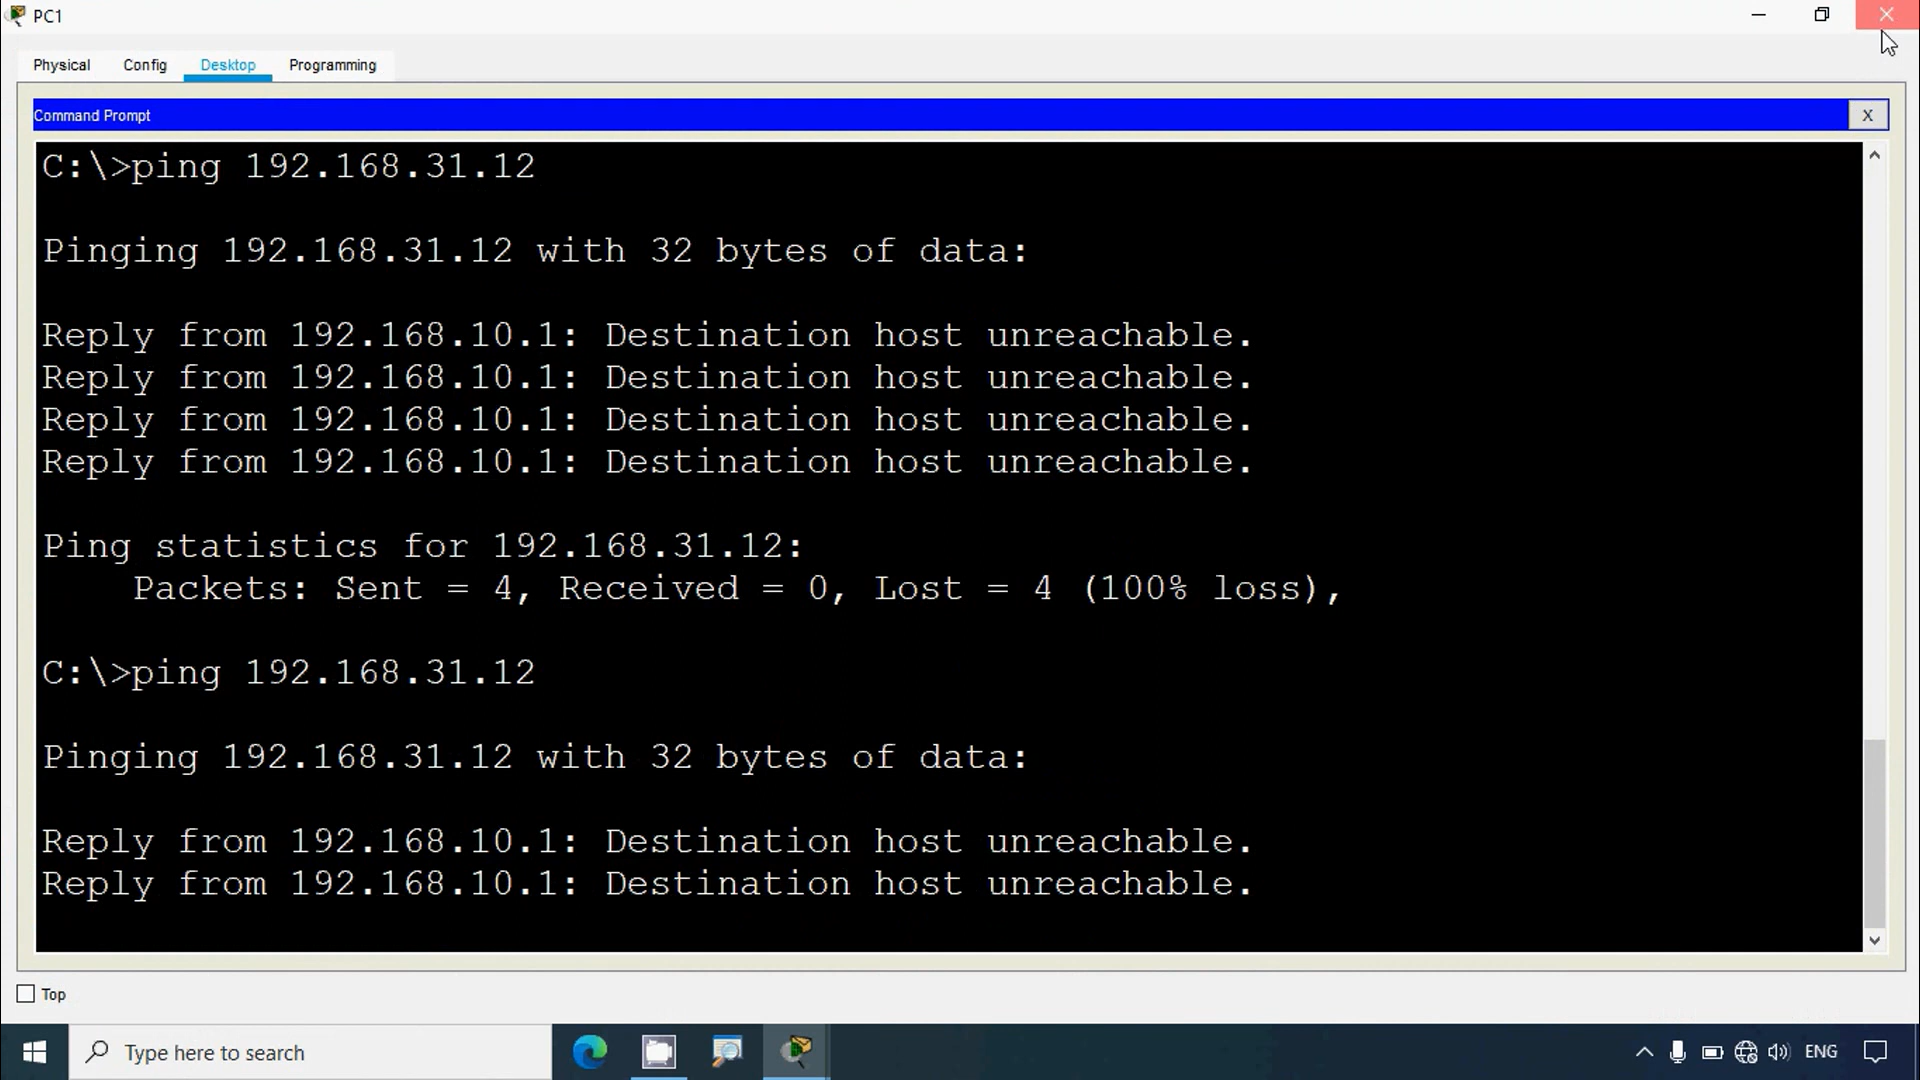 PC1
Physical Config Desktop Programming
Command Prompt X
C:\>ping 192.168.31.12
Pinging 192.168.31.12 with 32 bytes of data:
Reply from 192.168.10.1: Destination host unreachable.
Reply from 192.168.10.1: Destination host unreachable.
Reply from 192.168.10.1: Destination host unreachable.
Reply from 192.168.10.1: Destination host unreachable.
Ping statistics for 192.168.31.12:
Packets: Sent = 4, Received = 0, Lost = 4 (100% loss),
C:\>ping 192.168.31.12
Pinging 192.168.31.12 with 32 bytes of data:
Reply from 192.168.10.1: Destination host unreachable.
Reply from 192.168.10.1: Destination host unreachable.
Top
Type here to search ENG